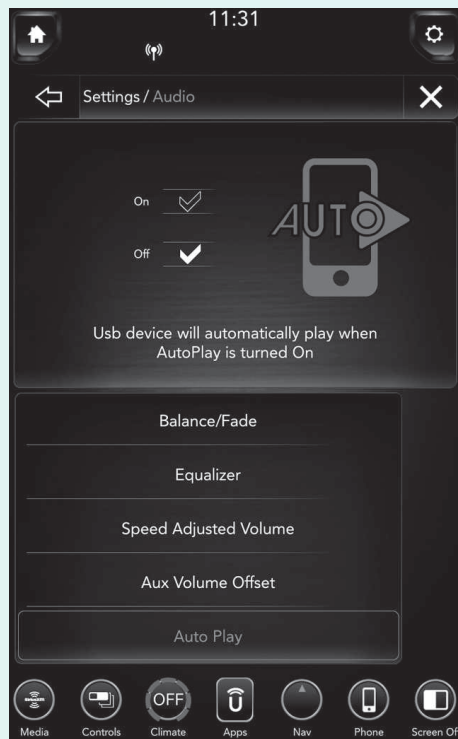 11:31
Settings / Audio
On
AUTO
Off
Usb device will automatically play when
AutoPlay is turned On
Balance/Fade
Equalizer
Speed Adjusted Volume
Aux Volume Offset
Auto Play
OFF
Media
Controls
Climate
Apps
Nav
Phone
Screen Of